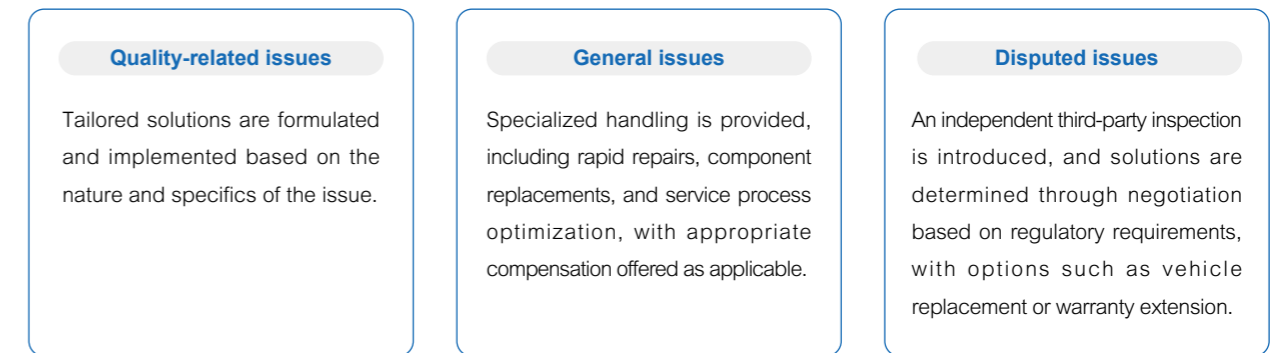 Quality-related issues
Tailored solutions are formulated
and implemented based on the
nature and specifics of the issue.
General issues
Specialized handling is provided,
including rapid repairs, component
replacements, and service process
optimization, with appropriate
compensation offered as applicable.
Disputed issues
An independent third-party inspection
is introduced, and solutions are
determined through negotiation
based on regulatory requirements,
with options such as vehicle
replacement or warranty extension.